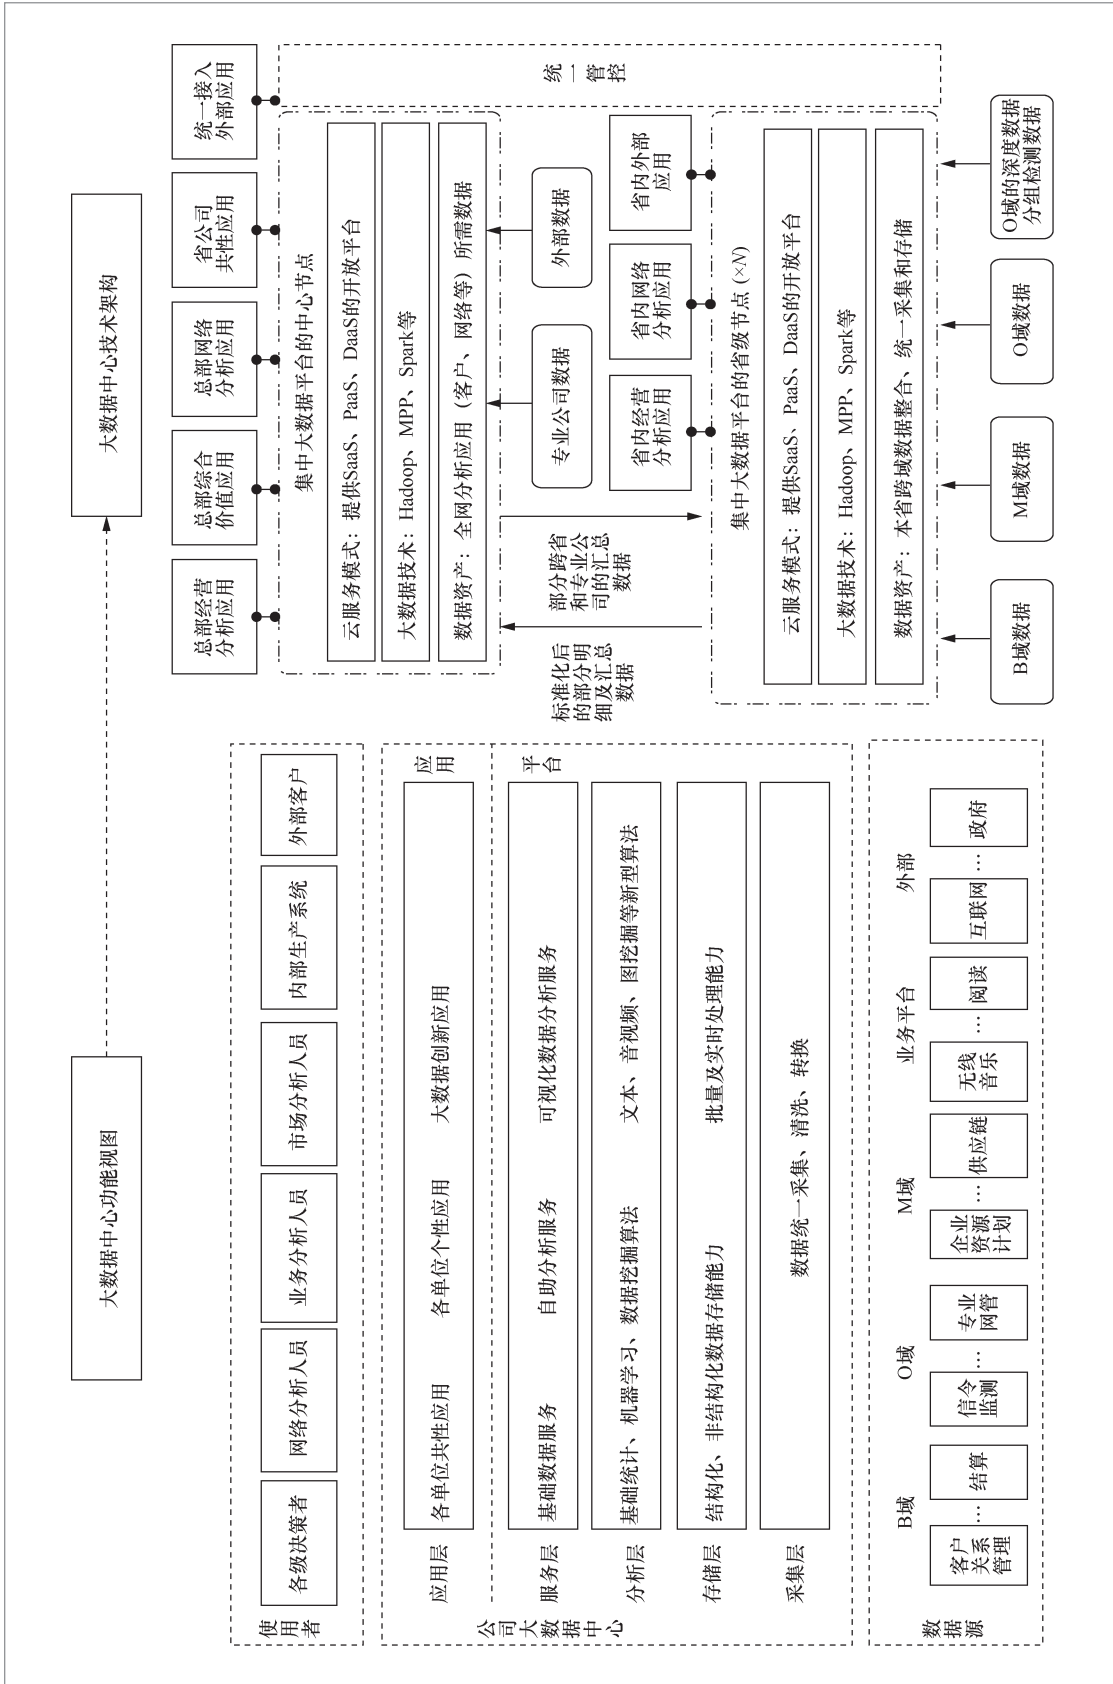 大数据中心功能视图
大数据中心技术架构
使用者
各级决策者
网络分析人员
业务分析人员
市场分析人员
内部生产系统
外部客户
公司大数据中心
应用
应用层
各单位共性应用
各单位个性应用
大数据创新应用
平台
服务层
基础数据服务
自助分析服务
可视化数据分析服务
分析层
基础统计、机器学习、数据挖掘算法
文本、音视频、图挖掘等新型算法
存储层
结构化、非结构化数据存储能力
批量及实时处理能力
采集层
数据统一采集、清洗、转换
数据源
B域
客户
关系
管理
…
结算
O域
信令
监测
…
专业
网管
M域
企业
资源
计划
…
供应链
业务平台
无线
音乐
…
阅读
外部
互联网
…
政府
总部经营
分析应用
总部综合
价值应用
总部网络
分析应用
省公司
共性应用
统一接入
外部应用
统一管控
集中大数据平台的中心节点
云服务模式：提供SaaS、PaaS、DaaS的开放平台
大数据技术：Hadoop、MPP、Spark等
数据资产：全网分析应用（客户、网络等）所需数据
标准化后
的部分明
细及汇总
数据
部分跨省
和专业公
司的汇总
数据
专业公司数据
外部数据
省内经营
分析应用
省内网络
分析应用
省内外部
应用
集中大数据平台的省级节点 (×N)
云服务模式：提供SaaS、PaaS、DaaS的开放平台
大数据技术：Hadoop、MPP、Spark等
数据资产：本省跨域数据整合、统一采集和存储
B域数据
M域数据
O域数据
O域的深度数据
分组检测数据